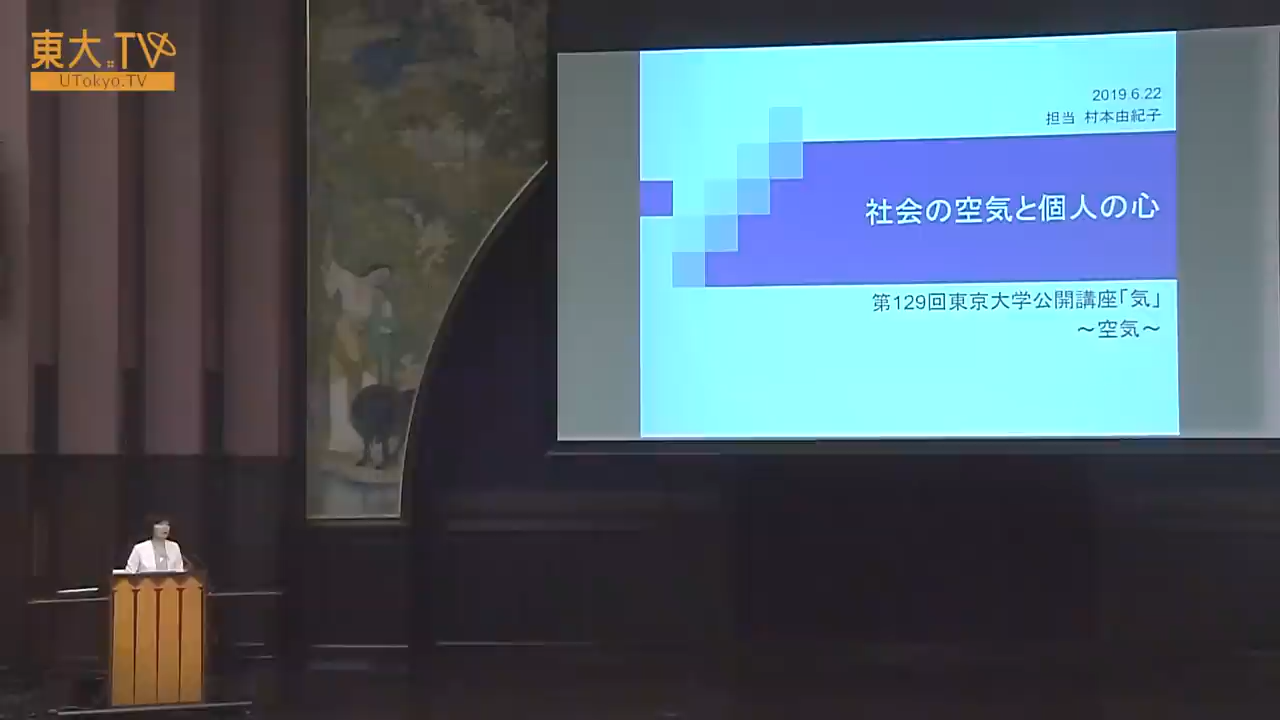 東大.TV
UTokyo.TV
2019.6.22
担当 村本由紀子
社会の空気と個人の心
第129回東京大学公開講座「気」
～空気～